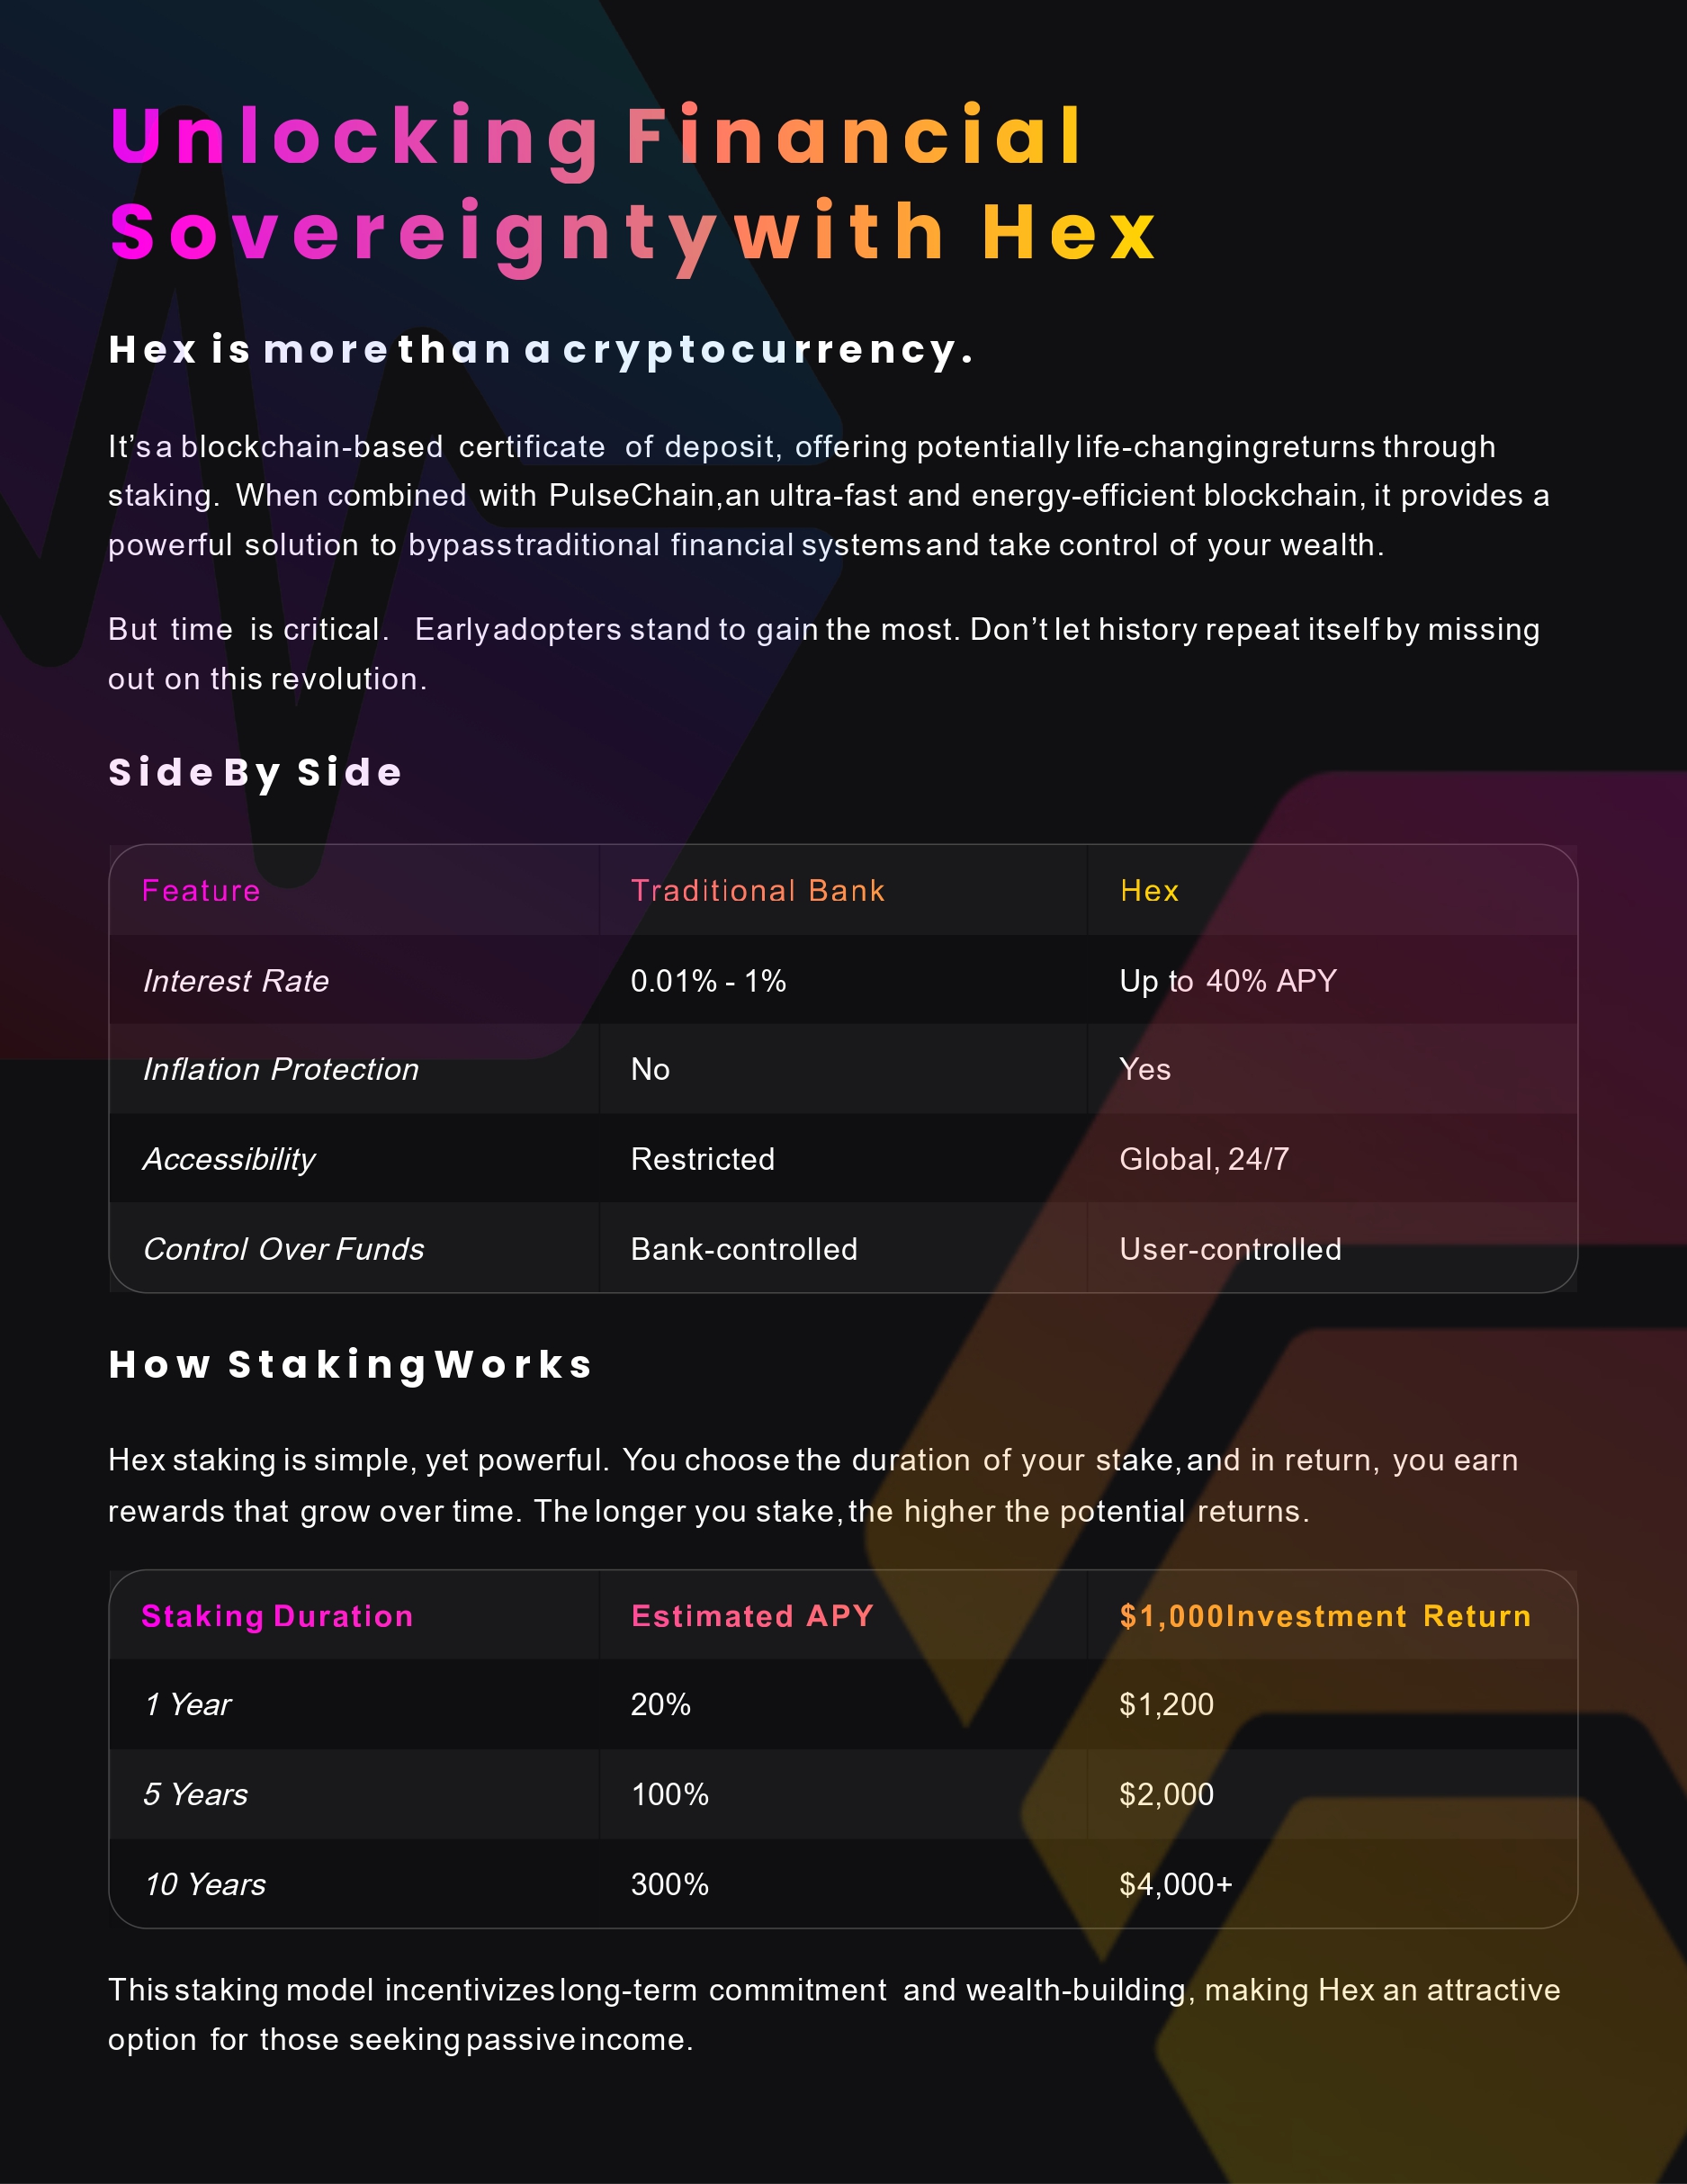 Unlocking Financial
Sovereignty with Hex
Hex is more than a cryptocurrency.
It’s a blockchain-based certificate of deposit, offering potentially life-changing returns through
staking. When combined with PulseChain, an ultra-fast and energy-efficient blockchain, it provides a
powerful solution to bypass traditional financial systems and take control of your wealth.
But time is critical. Early adopters stand to gain the most. Don’t let history repeat itself by missing
out on this revolution.
Side By Side
Feature Traditional Bank Hex
Interest Rate 0.01% - 1% Up to 40% APY
Inflation Protection No Yes
Accessibility Restricted Global, 24/7
Control Over Funds Bank-controlled User-controlled
How Staking Works
Hex staking is simple, yet powerful. You choose the duration of your stake, and in return, you earn
rewards that grow over time. The longer you stake, the higher the potential returns.
Staking Duration Estimated APY $1,000 Investment Return
1 Year 20% $1,200
5 Years 100% $2,000
10 Years 300% $4,000+
This staking model incentivizes long-term commitment and wealth-building, making Hex an attractive
option for those seeking passive income.